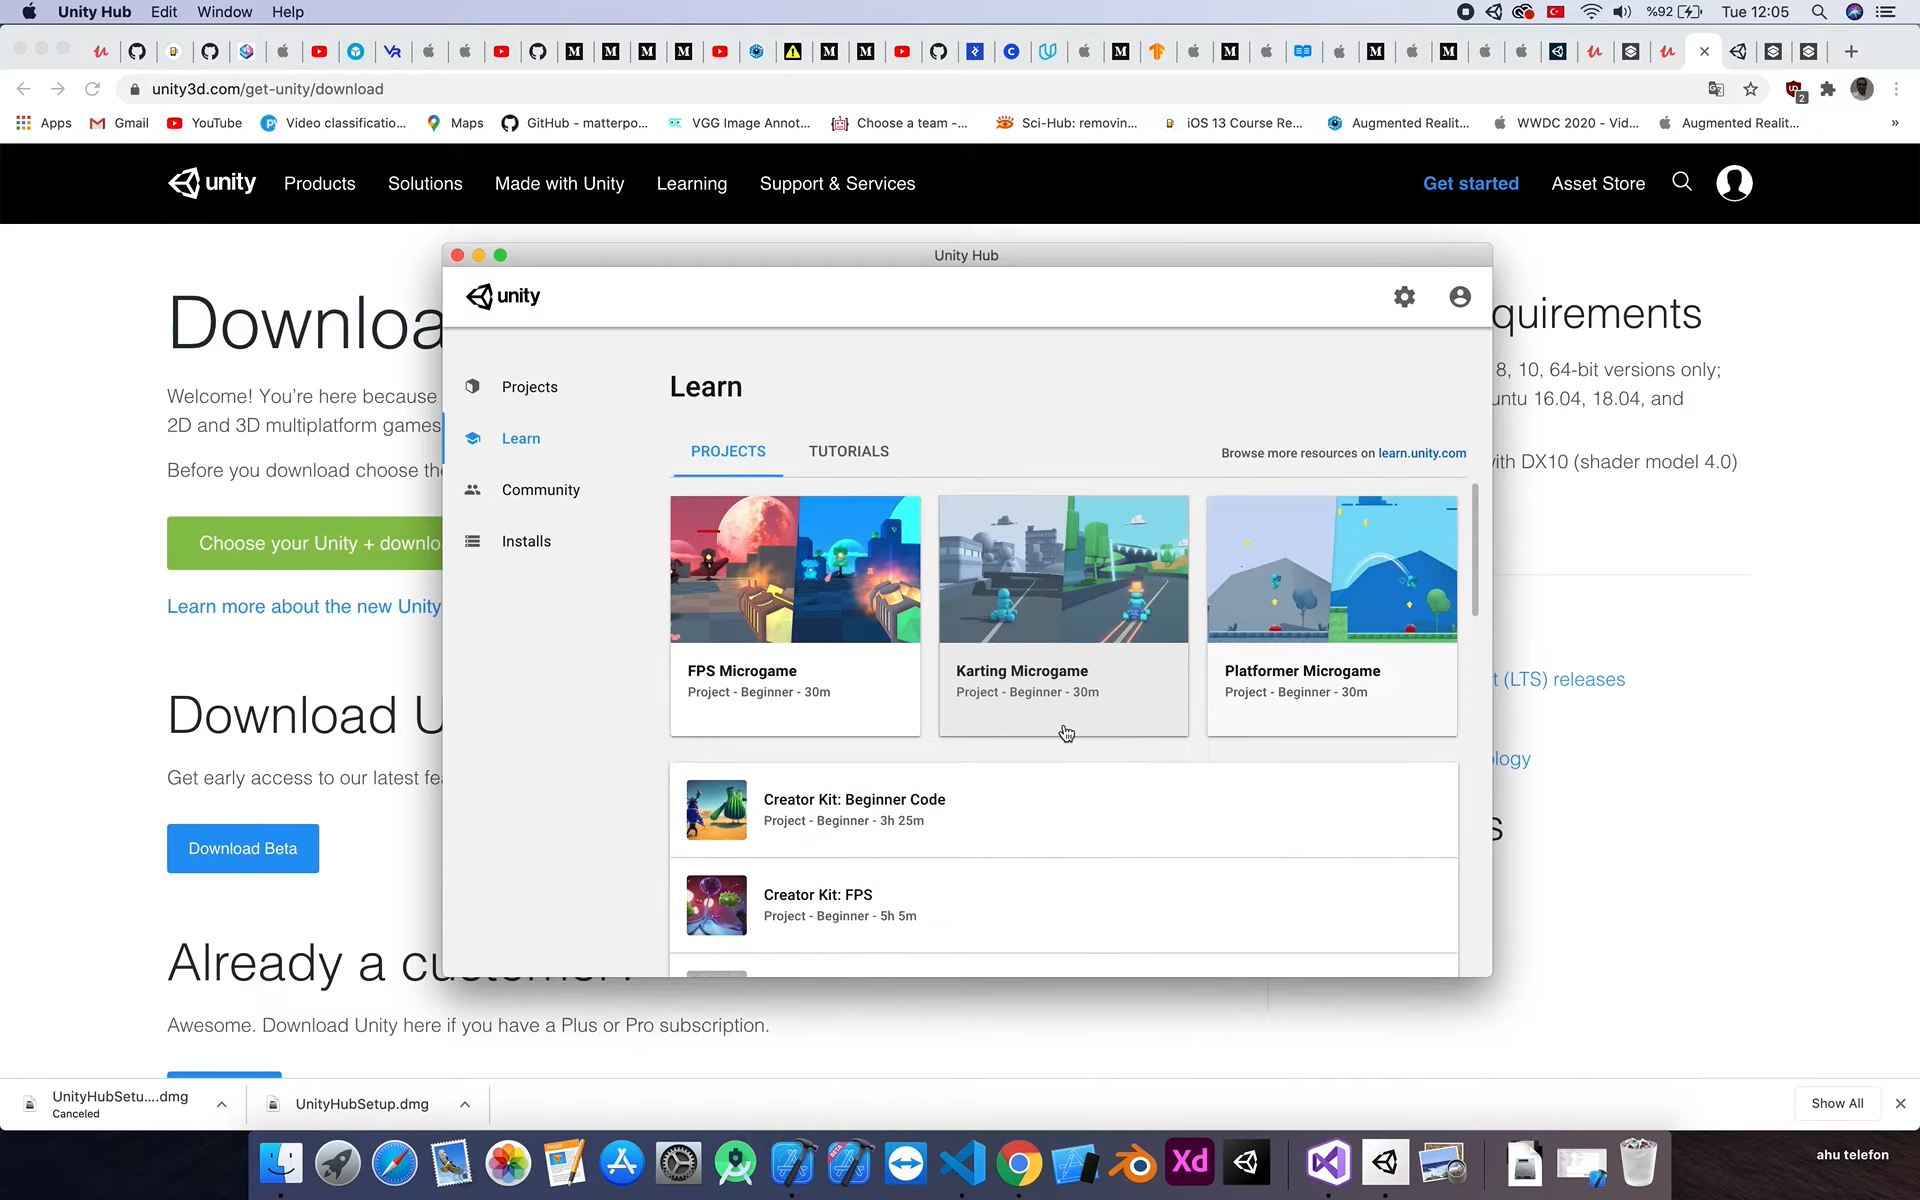 Unity Hub Edit Window Help
%92 Tue 12:05
unity3d.com/get-unity/download
2
Apps Gmail YouTube Video classificatio... Maps GitHub - matterpo... VGG Image Annot... Choose a team -... Sci-Hub: removin... iOS 13 Course Re... Augmented Realit... WWDC 2020 - Vid... Augmented Realit... »
unity Products Solutions Made with Unity Learning Support & Services Get started Asset Store
Unity Hub
unity
Projects
Learn
Community
Installs
Learn
PROJECTS TUTORIALS
Browse more resources on learn.unity.com
FPS Microgame
Project - Beginner - 30m
Karting Microgame
Project - Beginner - 30m
Platformer Microgame
Project - Beginner - 30m
Creator Kit: Beginner Code
Project - Beginner - 3h 25m
Creator Kit: FPS
Project - Beginner - 5h 5m
Downloa
Welcome! You're here because
2D and 3D multiplatform games
Before you download choose the
Choose your Unity + downlo
Learn more about the new Unity
Download U
Get early access to our latest fea
Download Beta
Already a customer?
Awesome. Download Unity here if you have a Plus or Pro subscription.
quirements
8, 10, 64-bit versions only;
untu 16.04, 18.04, and
ith DX10 (shader model 4.0)
t (LTS) releases
logy
s
UnityHubSetu....dmg
Canceled
UnityHubSetup.dmg
Show All
Xd
ahu telefon